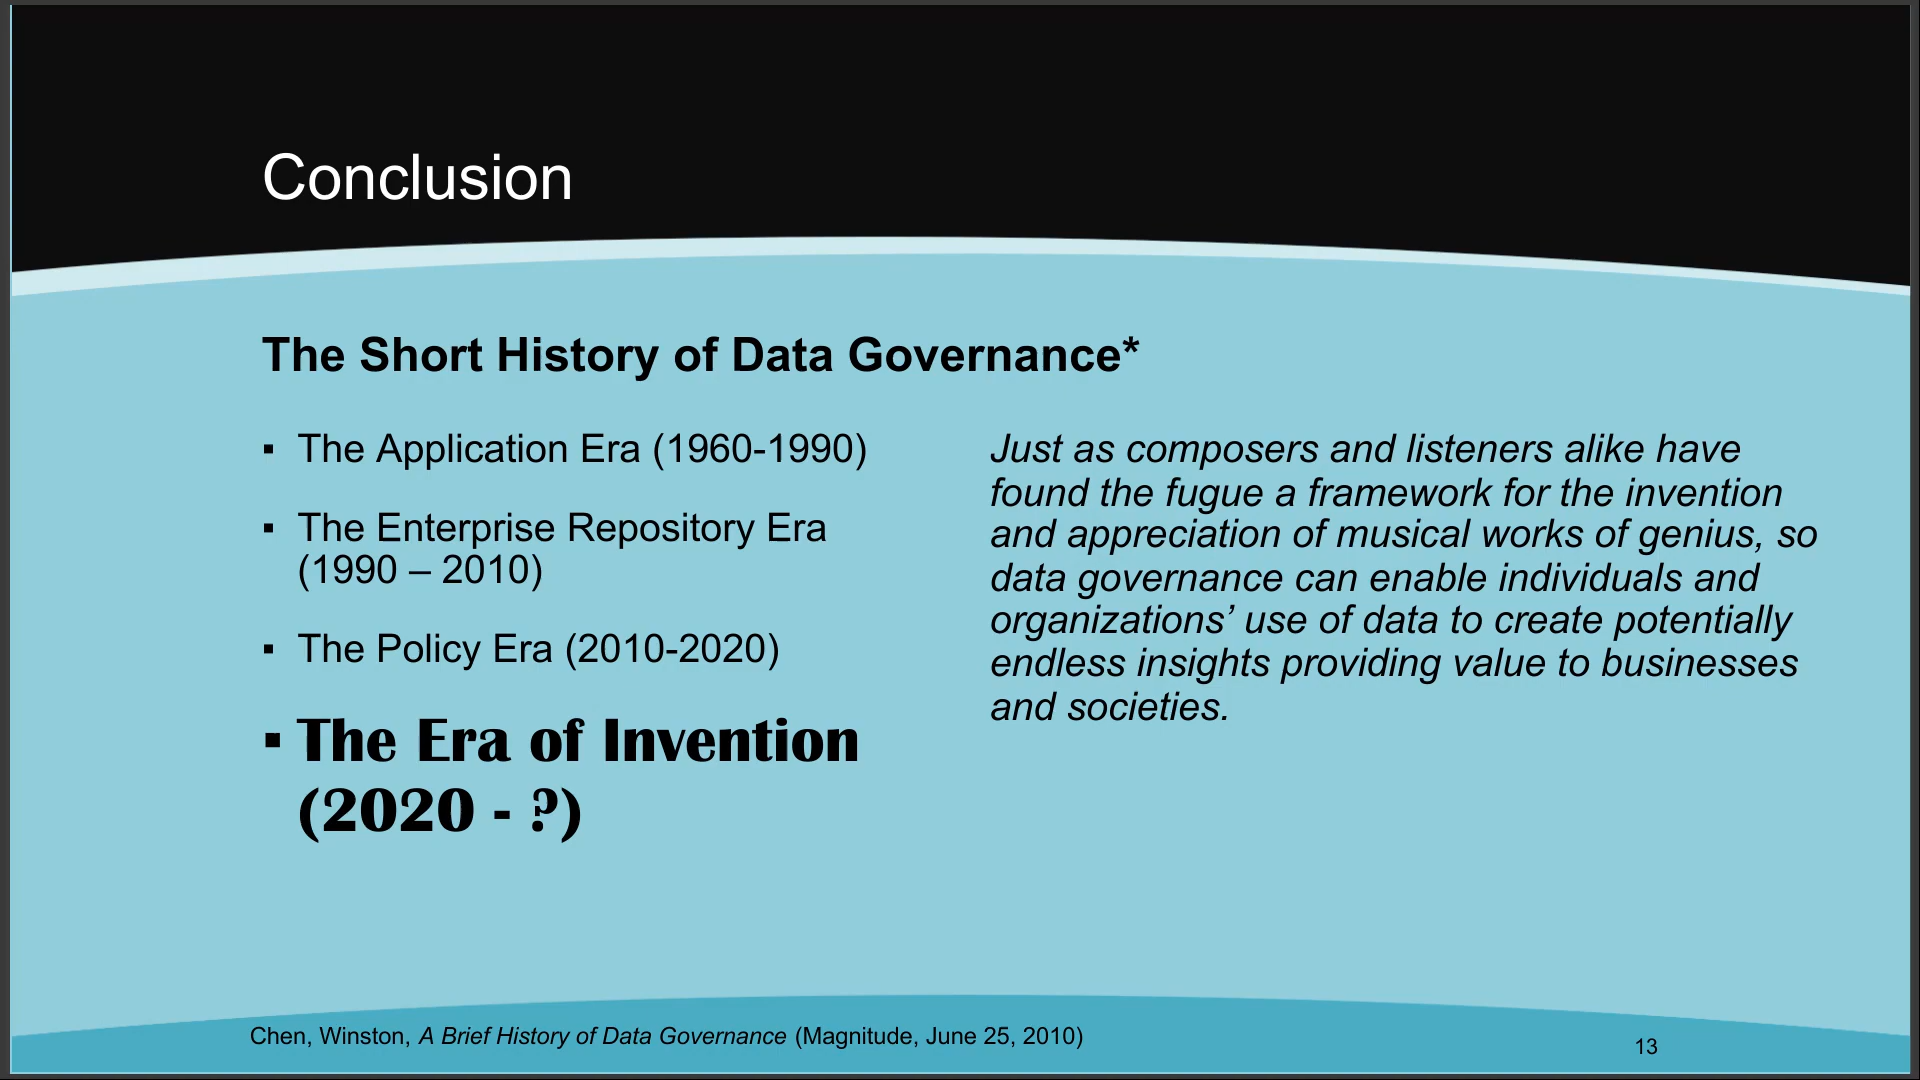 Conclusion
The Short History of Data Governance*
▪ The Application Era (1960-1990)
▪ The Enterprise Repository Era
(1990 – 2010)
▪ The Policy Era (2010-2020)
▪ The Era of Invention
(2020 - ?)
Just as composers and listeners alike have
found the fugue a framework for the invention
and appreciation of musical works of genius, so
data governance can enable individuals and
organizations’ use of data to create potentially
endless insights providing value to businesses
and societies.
Chen, Winston, A Brief History of Data Governance (Magnitude, June 25, 2010)
13